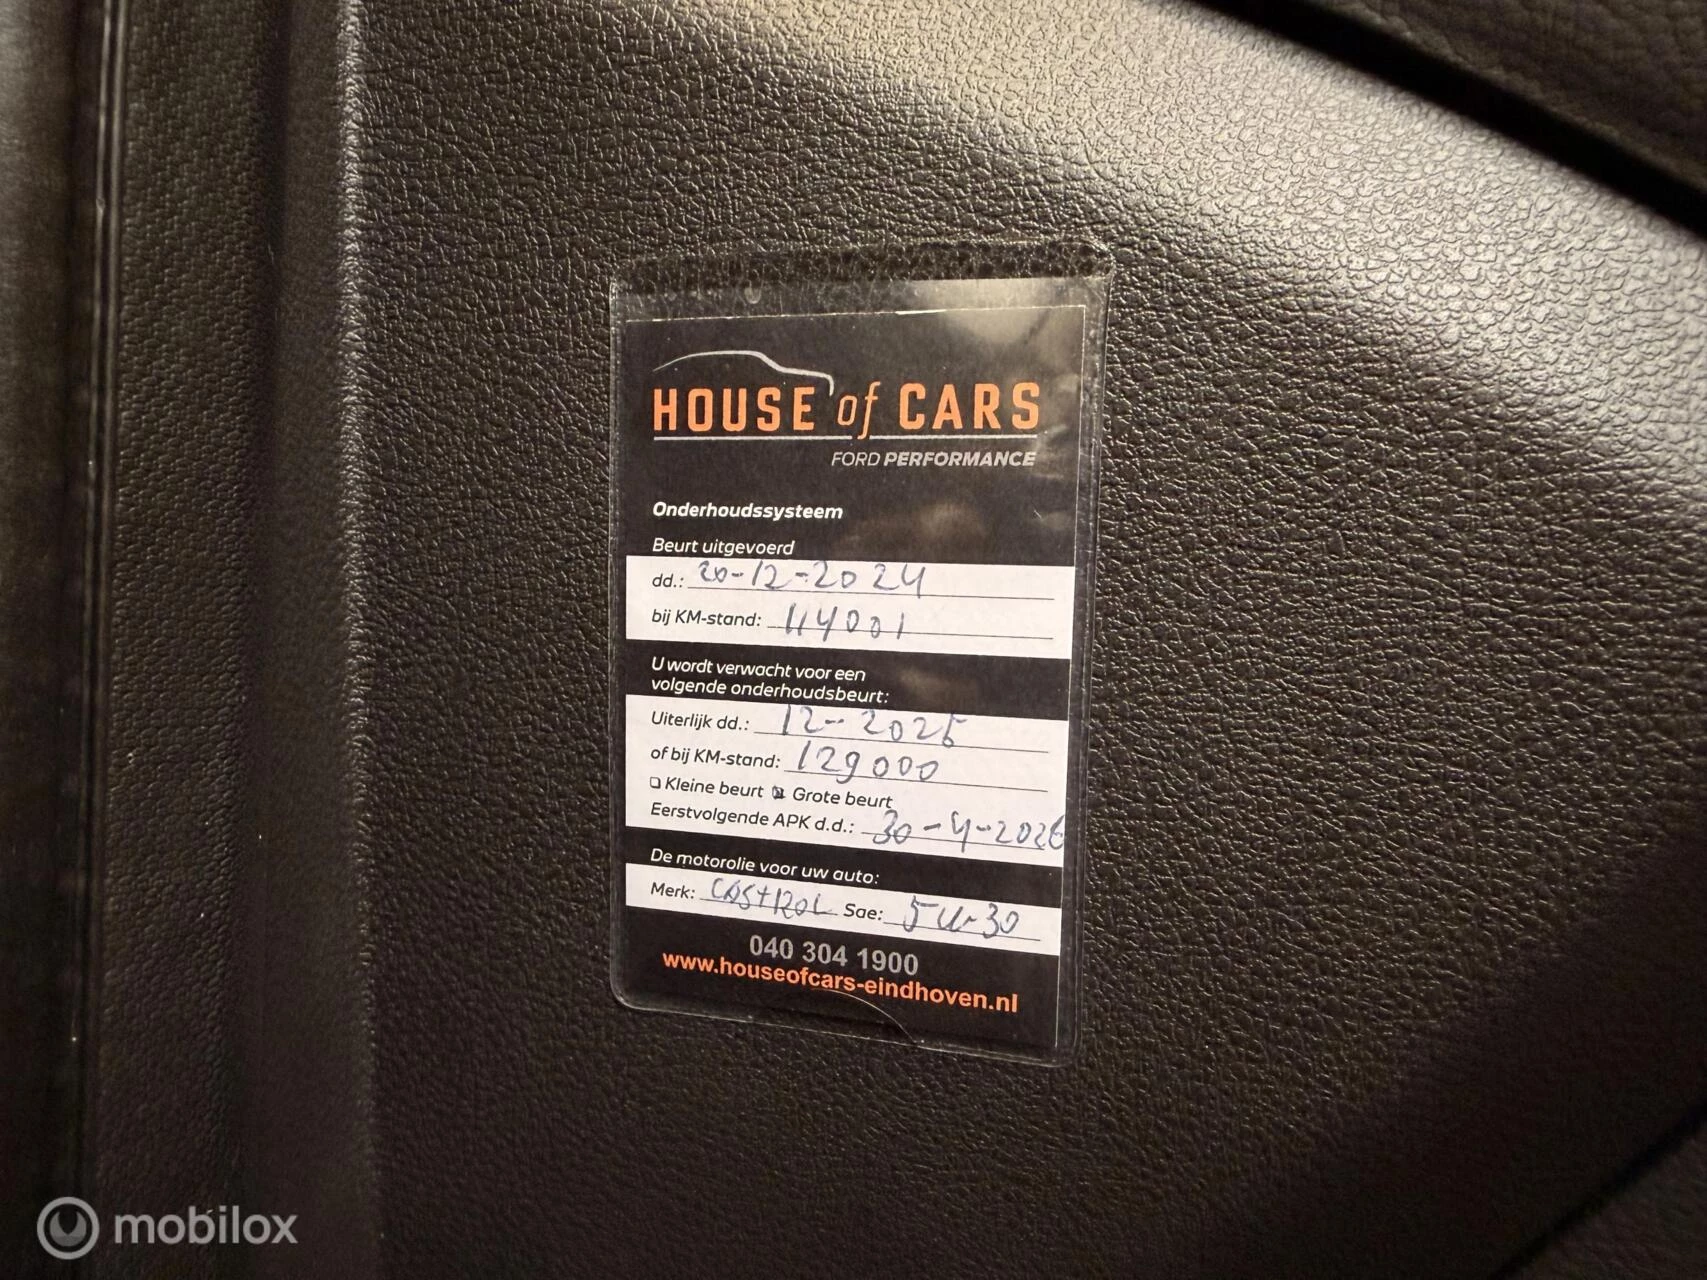 HOUSE of CARS
FORD PERFORMANCE
Onderhoudssysteem
Beurt uitgevoerd
dd.: 20-12-2024
bij KM-stand: 114001
U wordt verwacht voor een
volgende onderhoudsbeurt:
Uiterlijk dd.: 12-2025
of bij KM-stand: 129000
Kleine beurt Grote beurt
Eerstvolgende APK d.d.: 30-4-2026
De motorolie voor uw auto:
Merk: CASTROL Sae: 5W-30
040 304 1900
www.houseofcars-eindhoven.nl
mobilox